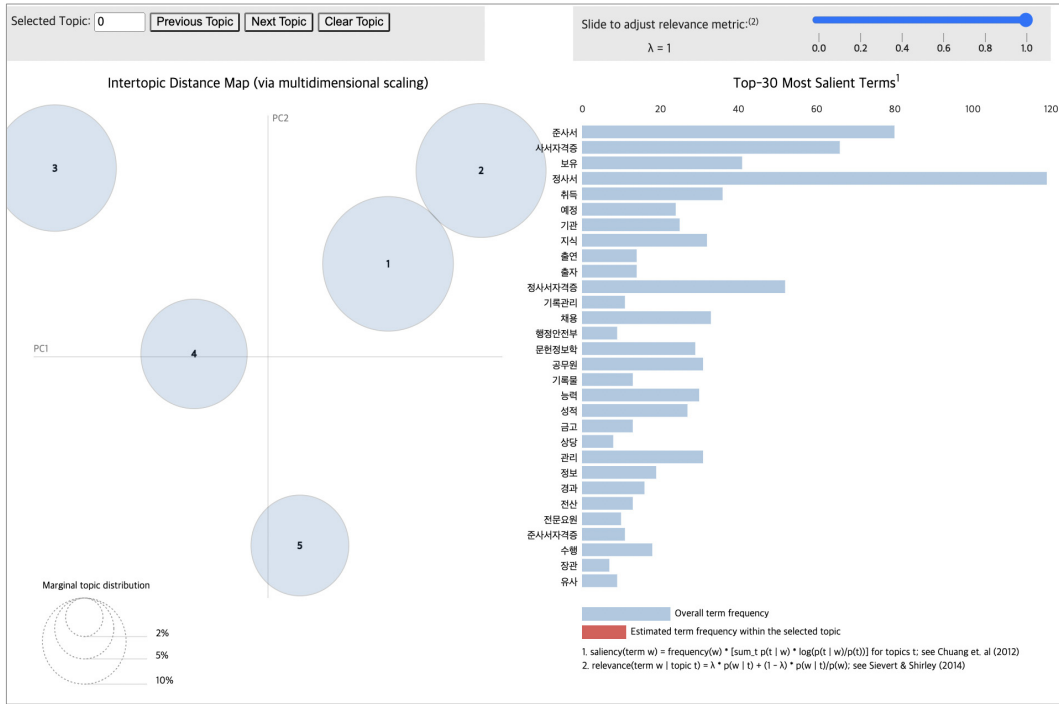 Selected Topic: 0 Previous Topic Next Topic Clear Topic
Slide to adjust relevance metric:(2)
λ = 1
0.0 0.2 0.4 0.6 0.8 1.0
Intertopic Distance Map (via multidimensional scaling)
PC2
PC1
3
2
1
4
5
Marginal topic distribution
2%
5%
10%
Top-30 Most Salient Terms1
0 20 40 60 80 100 120
준사서
사서자격증
보유
정사서
취득
예정
기관
지식
출연
출자
정사서자격증
기록관리
채용
행정안전부
문헌정보학
공무원
기록물
능력
성적
금고
상당
관리
정보
경과
전산
전문요원
준사서자격증
수행
장관
유사
Overall term frequency
Estimated term frequency within the selected topic
1. saliency(term w) = frequency(w) * [sum_t p(t | w) * log(p(t | w)/p(t))] for topics t; see Chuang et. al (2012)
2. relevance(term w | topic t) = λ * p(w | t) + (1 - λ) * p(w | t)/p(w); see Sievert & Shirley (2014)